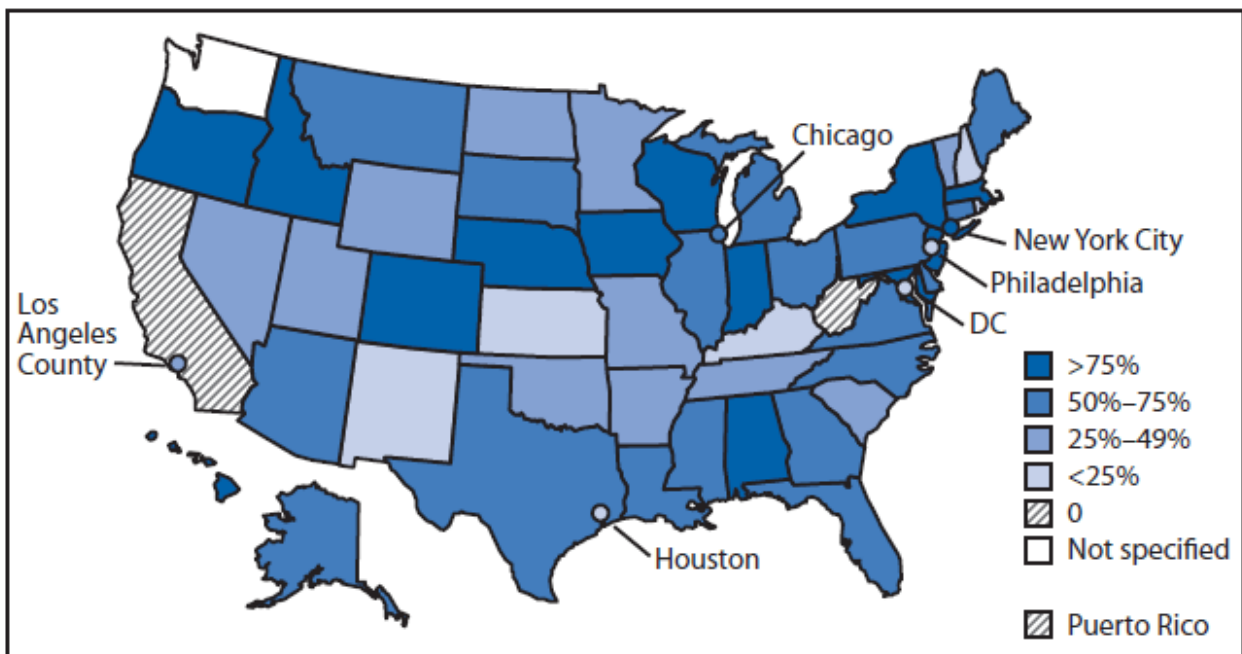 Chicago
New York City
Philadelphia
DC
Los
Angeles
County
Houston
>75%
50%–75%
25%–49%
<25%
0
Not specified
Puerto Rico